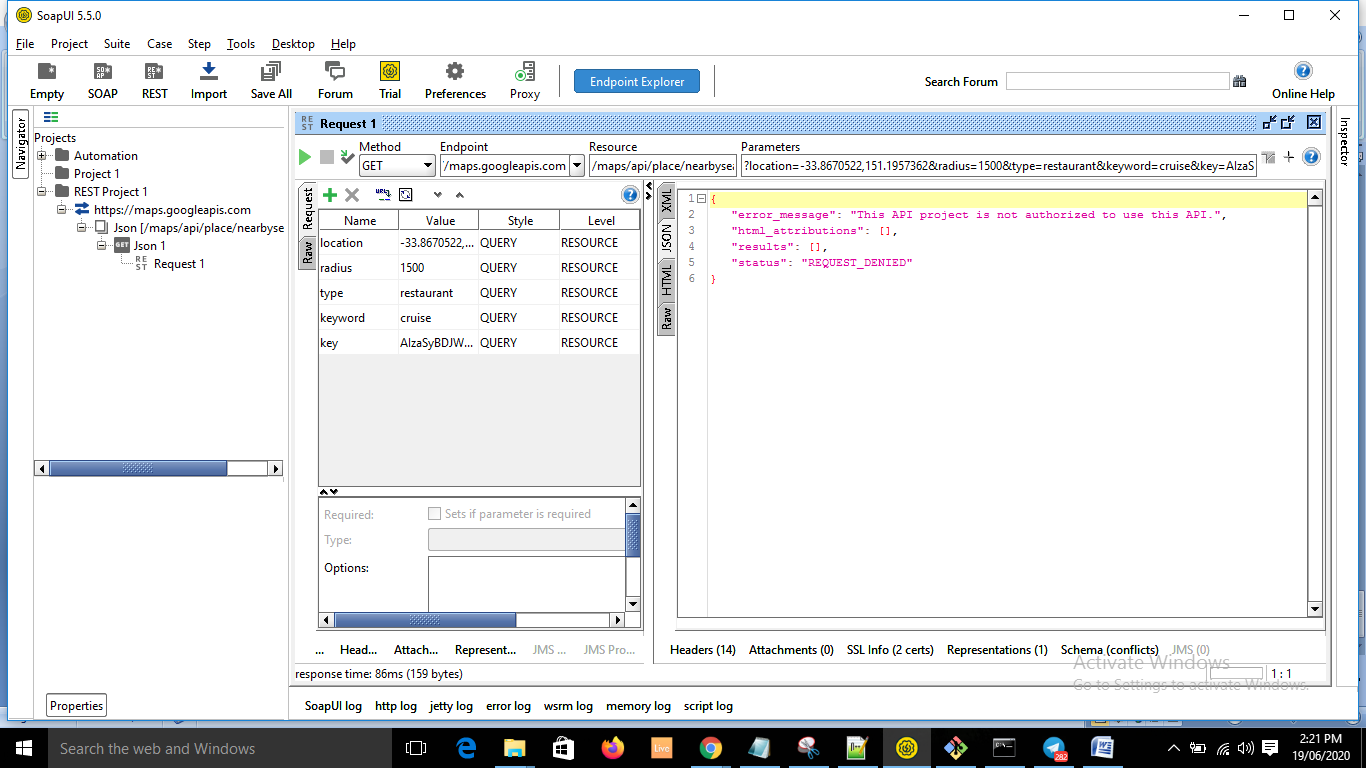 SoapUI 5.5.0
File Project Suite Case Step Tools Desktop Help
Empty SOAP REST Import Save All Forum Trial Preferences Proxy Endpoint Explorer Search Forum Online Help
Navigator
Projects
Automation
Project 1
REST Project 1
https://maps.googleapis.com
Json [/maps/api/place/nearbyse
GET Json 1
REST Request 1
Properties
REST Request 1
Method Endpoint Resource Parameters
GET /maps.googleapis.com /maps/api/place/nearbyse ?location=-33.8670522,151.1957362&radius=1500&type=restaurant&keyword=cruise&key=AIzaS
Request
Raw
Name Value Style Level
location -33.8670522,... QUERY RESOURCE
radius 1500 QUERY RESOURCE
type restaurant QUERY RESOURCE
keyword cruise QUERY RESOURCE
key AIzaSyBDJW... QUERY RESOURCE
Required: Sets if parameter is required
Type:
Options:
... Head... Attach... Represent... JMS ... JMS Pro...
XML
JSON
HTML
Raw
1 {
2 "error_message": "This API project is not authorized to use this API.",
3 "html_attributions": [],
4 "results": [],
5 "status": "REQUEST_DENIED"
6 }
Headers (14) Attachments (0) SSL Info (2 certs) Representations (1) Schema (conflicts) JMS (0)
Inspector
response time: 86ms (159 bytes)
1 : 1
Activate Windows
Go to Settings to activate Windows.
SoapUI log http log jetty log error log wsrm log memory log script log
Search the web and Windows
Live
282
2:21 PM
19/06/2020